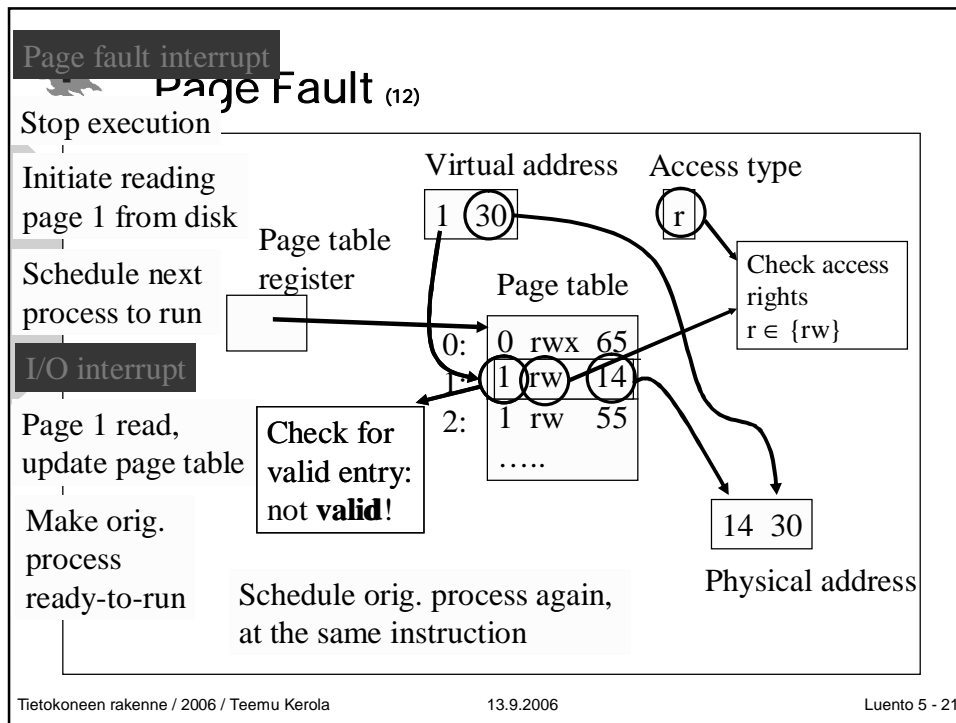 Page fault interrupt
Page Fault (12)
Stop execution
Initiate reading
page 1 from disk
Schedule next
process to run
I/O interrupt
Page 1 read,
update page table
Make orig.
process
ready-to-run
Virtual address
1 30
Access type
r
Page table
register
Page table
0: 0 rwx 65
1: 1 rw 14
2: 1 rw 55
.....
Check access
rights
r ∈ {rw}
Check for
valid entry:
not valid!
14 30
Physical address
Schedule orig. process again,
at the same instruction
Tietokoneen rakenne / 2006 / Teemu Kerola 13.9.2006 Luento 5 - 21